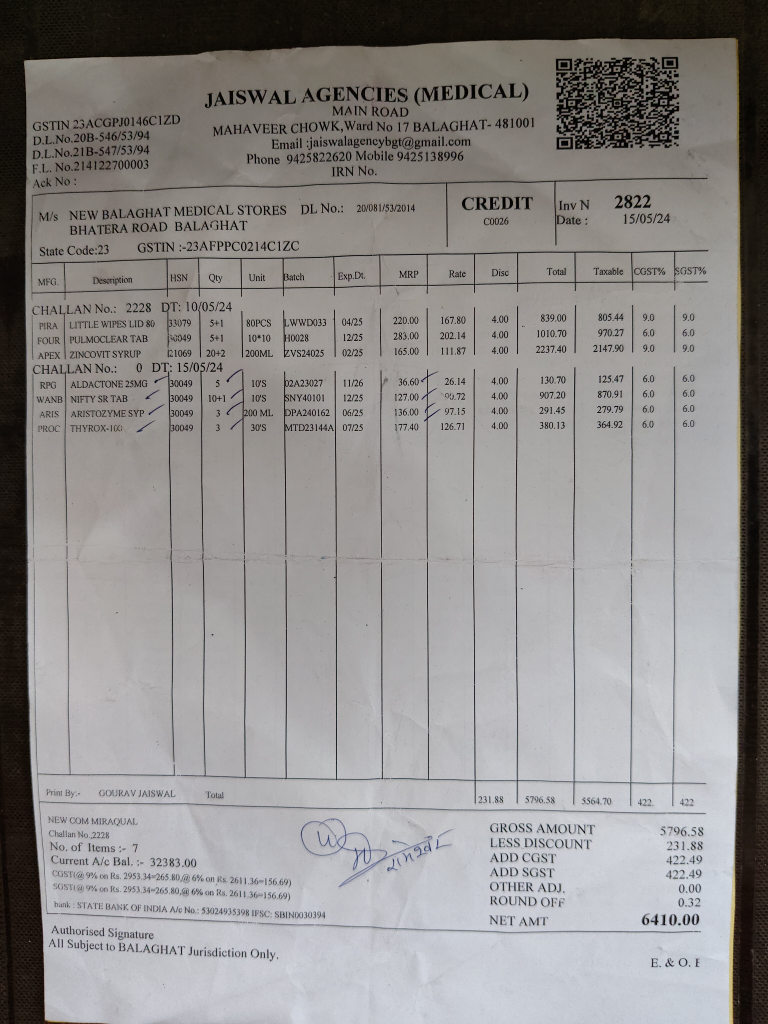 JAISWAL AGENCIES (MEDICAL)
MAIN ROAD
MAHAVEER CHOWK,Ward No 17 BALAGHAT- 481001
Email :jaiswalagencybgt@gmail.com
Phone 9425822620 Mobile 9425138996
IRN No.
GSTIN 23ACGPJ0146C1ZD
D.L.No.20B-546/53/94
D.L.No.21B-547/53/94
F.L. No.214122700003
Ack No :
M/s NEW BALAGHAT MEDICAL STORES DL No.: 20/081/53/2014
BHATERA ROAD BALAGHAT
State Code:23 GSTIN :-23AFPPC0214C1ZC
CREDIT
C0026
Inv N 2822
Date : 15/05/24
MFG. Description HSN Qty Unit Batch Exp.Dt. MRP Rate Disc Total Taxable CGST% SGST%
CHALLAN No.: 2228 DT: 10/05/24
PIRA LITTLE WIPES LID 80 33079 5+1 80PCS LWWD033 04/25 220.00 167.80 4.00 839.00 805.44 9.0 9.0
FOUR PULMOCLEAR TAB 30049 5+1 10*10 H0028 12/25 283.00 202.14 4.00 1010.70 970.27 6.0 6.0
APEX ZINCOVIT SYRUP 21069 20+2 200ML ZVS24025 02/25 165.00 111.87 4.00 2237.40 2147.90 9.0 9.0
CHALLAN No.: 0 DT: 15/05/24
RPG ALDACTONE 25MG 30049 5 10'S 02A23027 11/26 36.60 26.14 4.00 130.70 125.47 6.0 6.0
WANB NIFTY SR TAB 30049 10+1 10'S SNY40101 12/25 127.00 90.72 4.00 907.20 870.91 6.0 6.0
ARIS ARISTOZYME SYP 30049 3 200 ML DPA240162 06/25 136.00 97.15 4.00 291.45 279.79 6.0 6.0
PROC THYROX-100 30049 3 30'S MTD23144A 07/25 177.40 126.71 4.00 380.13 364.92 6.0 6.0
Print By:- GOURAV JAISWAL Total 231.88 5796.58 5564.70 422. 422
NEW COM MIRAQUAL
Challan No.,2228
No. of Items :- 7
Current A/c Bal. :- 32383.00
CGST(@ 9% on Rs. 2953.34=265.80,@ 6% on Rs. 2611.36=156.69)
SGST(@ 9% on Rs. 2953.34=265.80,@ 6% on Rs. 2611.36=156.69)
bank : STATE BANK OF INDIA A/c No.: 53024935398 IFSC: SBIN0030394
GROSS AMOUNT 5796.58
LESS DISCOUNT 231.88
ADD CGST 422.49
ADD SGST 422.49
OTHER ADJ. 0.00
ROUND OFF 0.32
NET AMT 6410.00
Authorised Signature
All Subject to BALAGHAT Jurisdiction Only.
E. & O. E